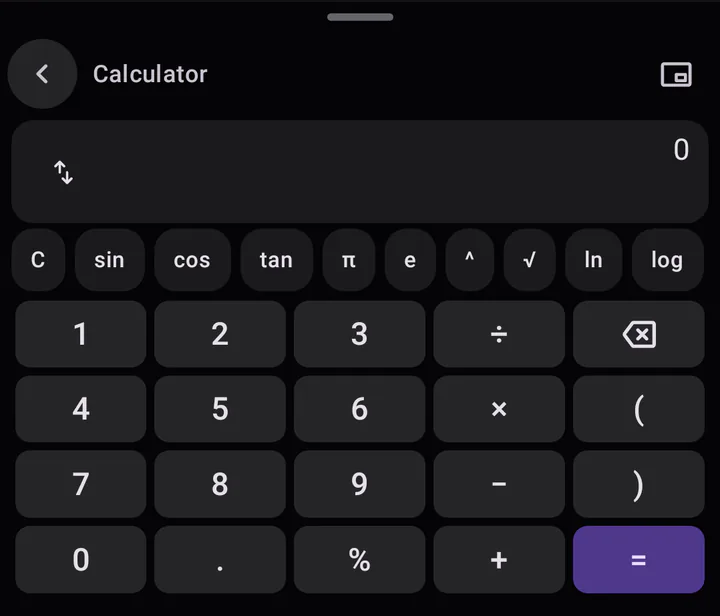 Calculator
0
C sin cos tan π e ^ √ ln log
1 2 3 ÷
4 5 6 × (
7 8 9 − )
0 . % + =